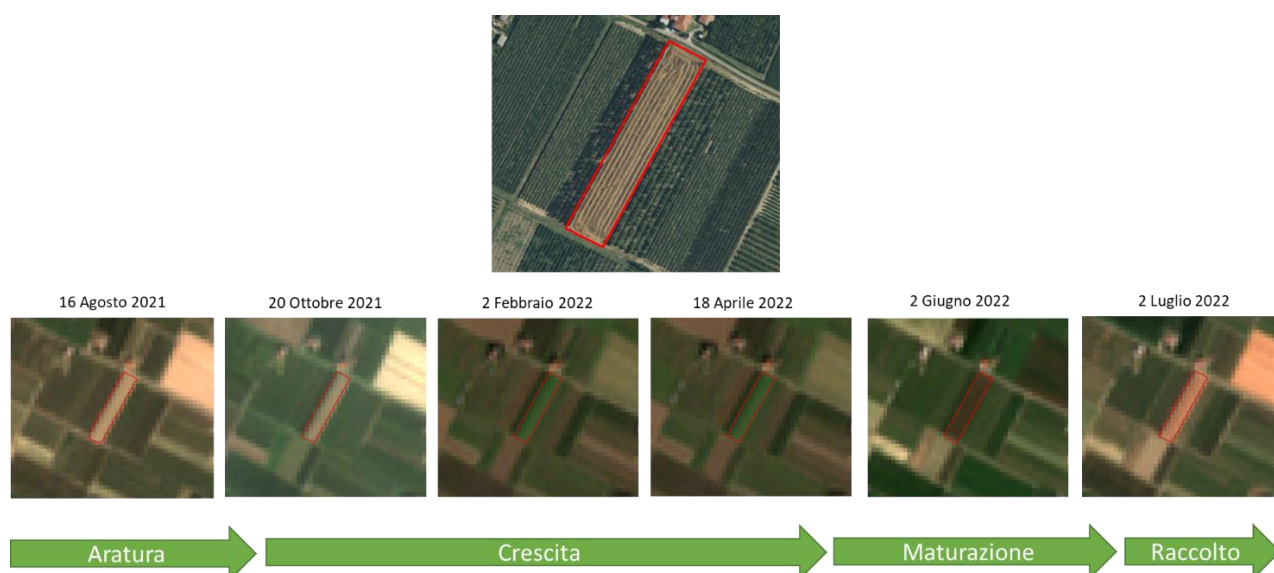 16 Agosto 2021
20 Ottobre 2021
2 Febbraio 2022
18 Aprile 2022
2 Giugno 2022
2 Luglio 2022
Aratura
Crescita
Maturazione
Raccolto